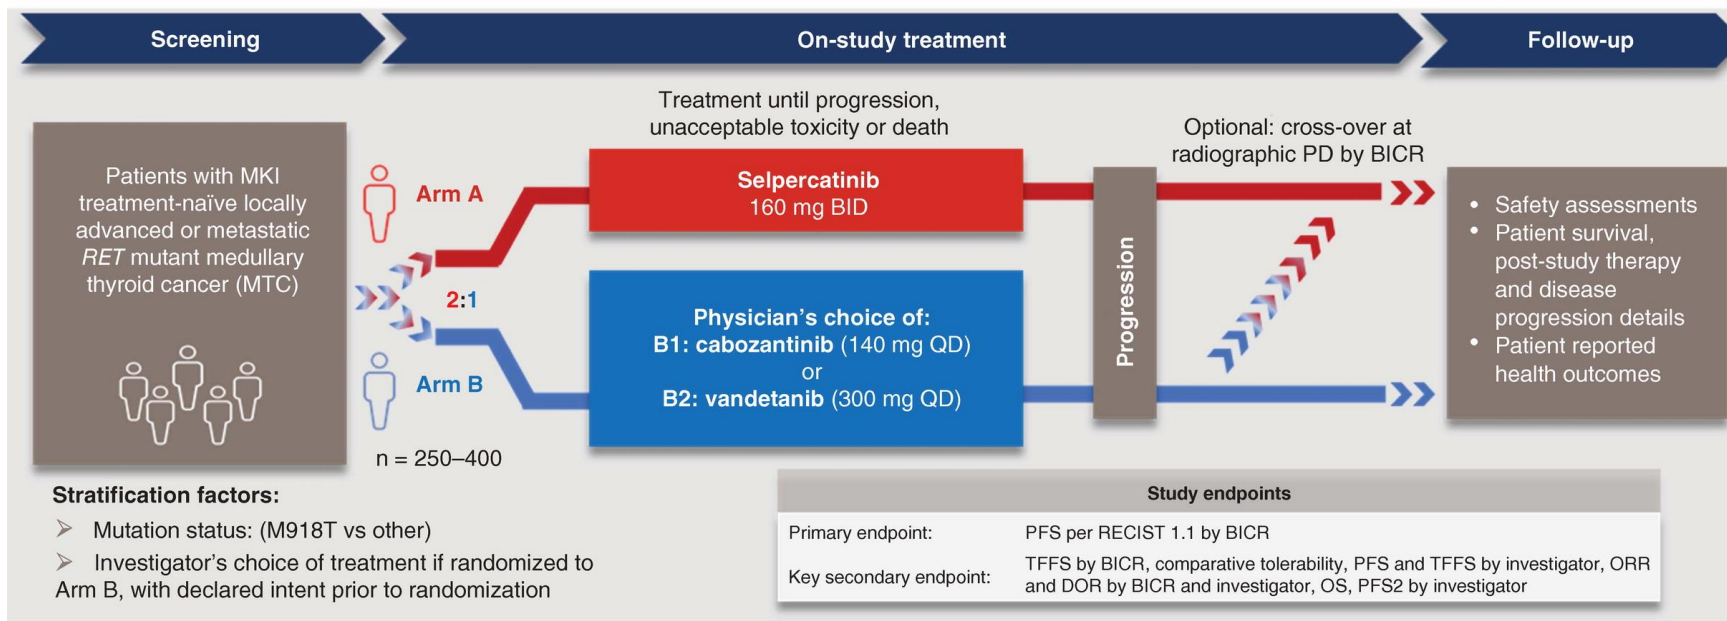 Screening
On-study treatment
Follow-up
Patients with MKI
treatment-naïve locally
advanced or metastatic
RET mutant medullary
thyroid cancer (MTC)
Arm A
2:1
Arm B
n = 250–400
Treatment until progression,
unacceptable toxicity or death
Selpercatinib
160 mg BID
Physician’s choice of:
B1: cabozantinib (140 mg QD)
or
B2: vandetanib (300 mg QD)
Progression
Optional: cross-over at
radiographic PD by BICR
• Safety assessments
• Patient survival,
post-study therapy
and disease
progression details
• Patient reported
health outcomes
Stratification factors:
➢ Mutation status: (M918T vs other)
➢ Investigator’s choice of treatment if randomized to
Arm B, with declared intent prior to randomization
Study endpoints
Primary endpoint: PFS per RECIST 1.1 by BICR
Key secondary endpoint: TFFS by BICR, comparative tolerability, PFS and TFFS by investigator, ORR
and DOR by BICR and investigator, OS, PFS2 by investigator